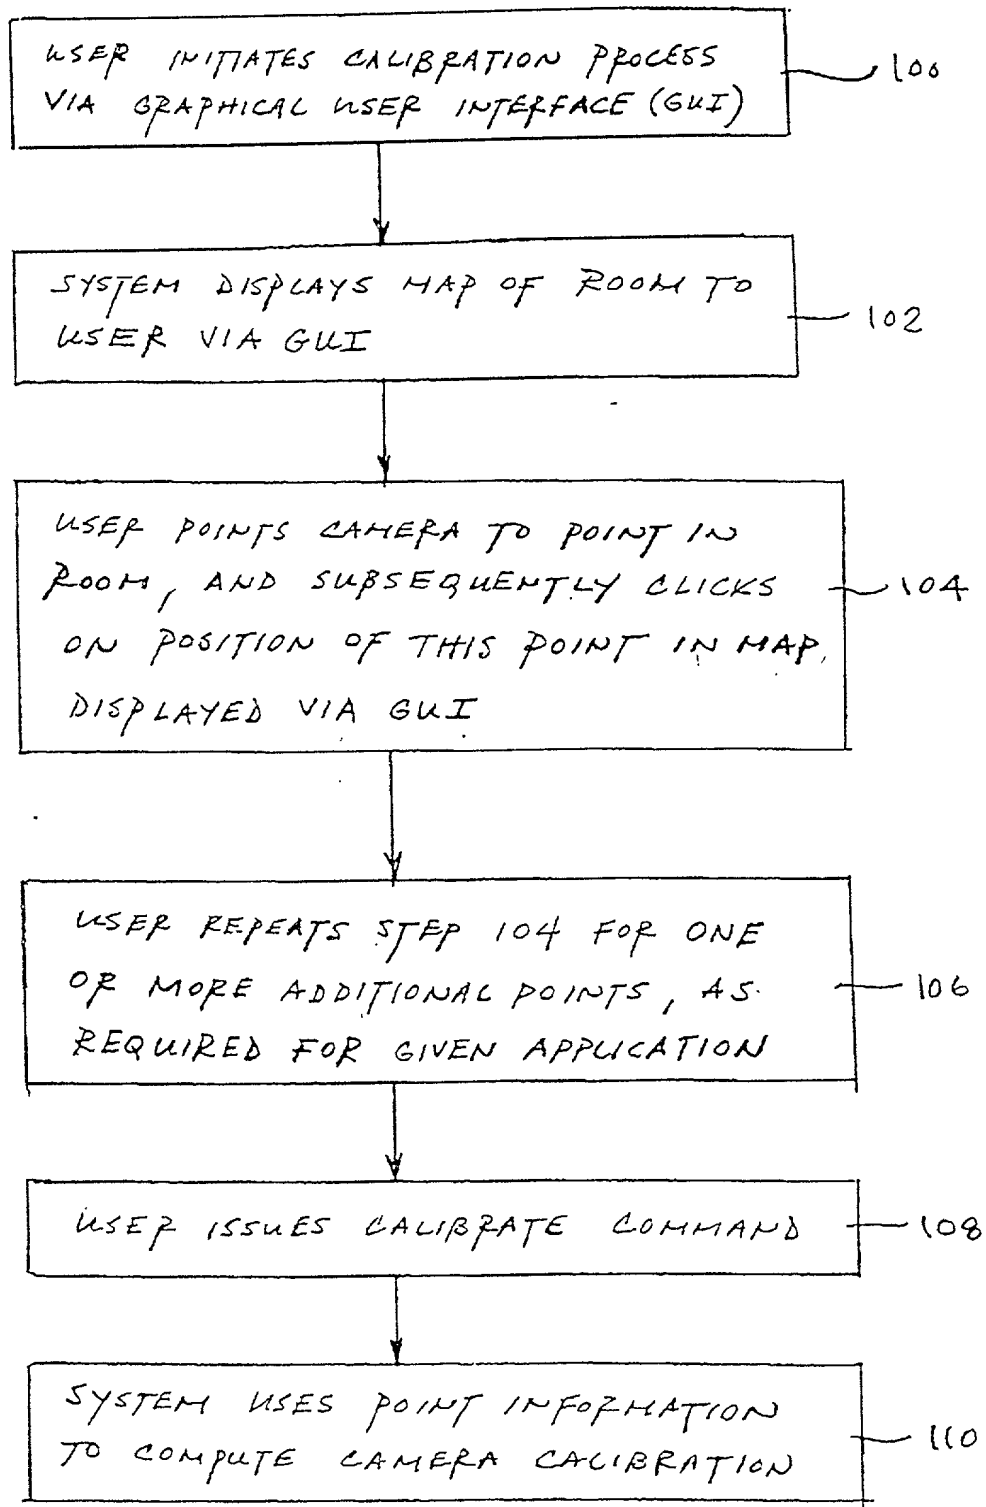 USER INITIATES CALIBRATION PROCESS
VIA GRAPHICAL USER INTERFACE (GUI)
100
SYSTEM DISPLAYS MAP OF ROOM TO
USER VIA GUI
102
USER POINTS CAMERA TO POINT IN
ROOM, AND SUBSEQUENTLY CLICKS
ON POSITION OF THIS POINT IN MAP
DISPLAYED VIA GUI
104
USER REPEATS STEP 104 FOR ONE
OR MORE ADDITIONAL POINTS, AS
REQUIRED FOR GIVEN APPLICATION
106
USER ISSUES CALIBRATE COMMAND
108
SYSTEM USES POINT INFORMATION
TO COMPUTE CAMERA CALIBRATION
110